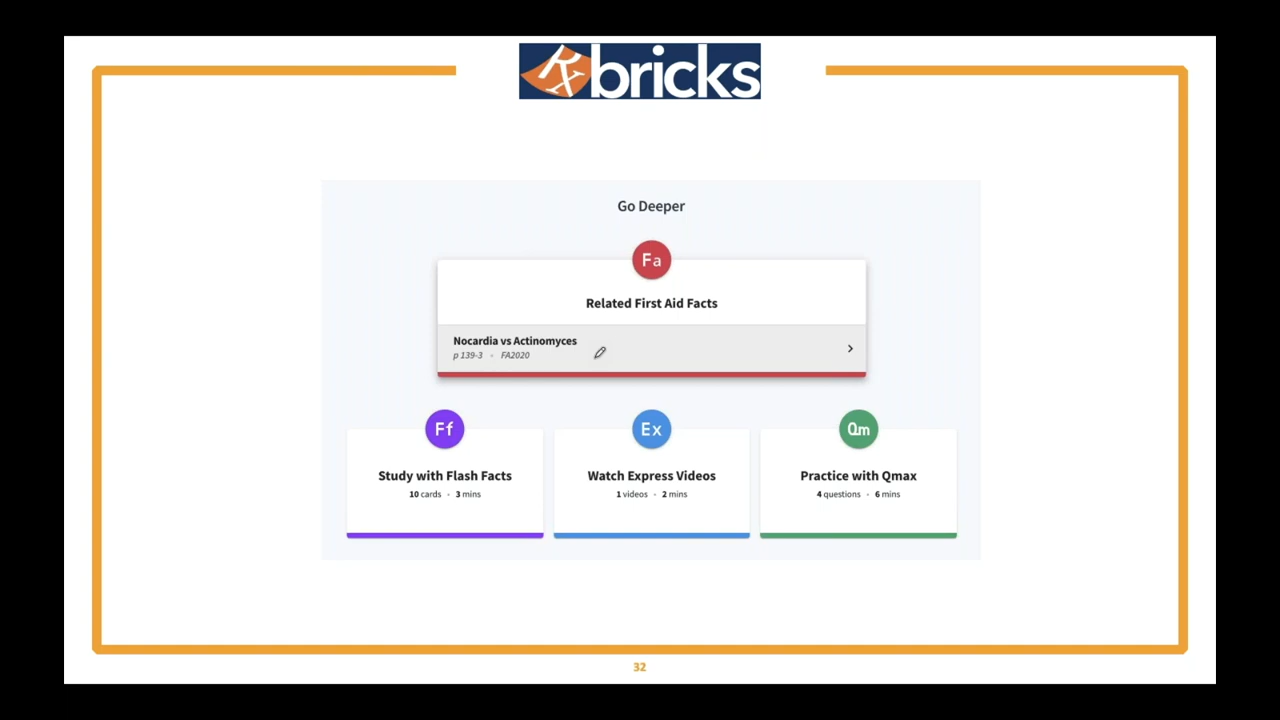 Rx bricks
Go Deeper
Fa
Related First Aid Facts
Nocardia vs Actinomyces
p 139-3 • FA2020
Ff
Study with Flash Facts
10 cards • 3 mins
Ex
Watch Express Videos
1 videos • 2 mins
Qm
Practice with Qmax
4 questions • 6 mins
32